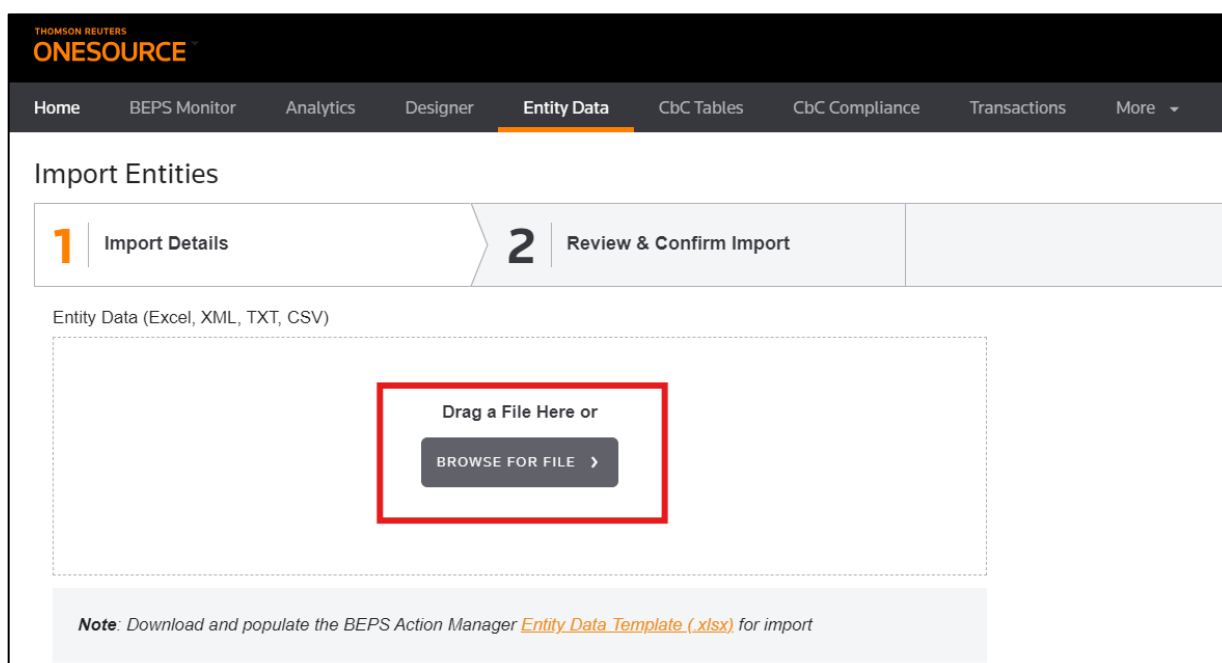 THOMSON REUTERS
ONESOURCE
Home BEPS Monitor Analytics Designer Entity Data CbC Tables CbC Compliance Transactions More
Import Entities
1 Import Details 2 Review & Confirm Import
Entity Data (Excel, XML, TXT, CSV)
Drag a File Here or
BROWSE FOR FILE
Note: Download and populate the BEPS Action Manager Entity Data Template (.xlsx) for import